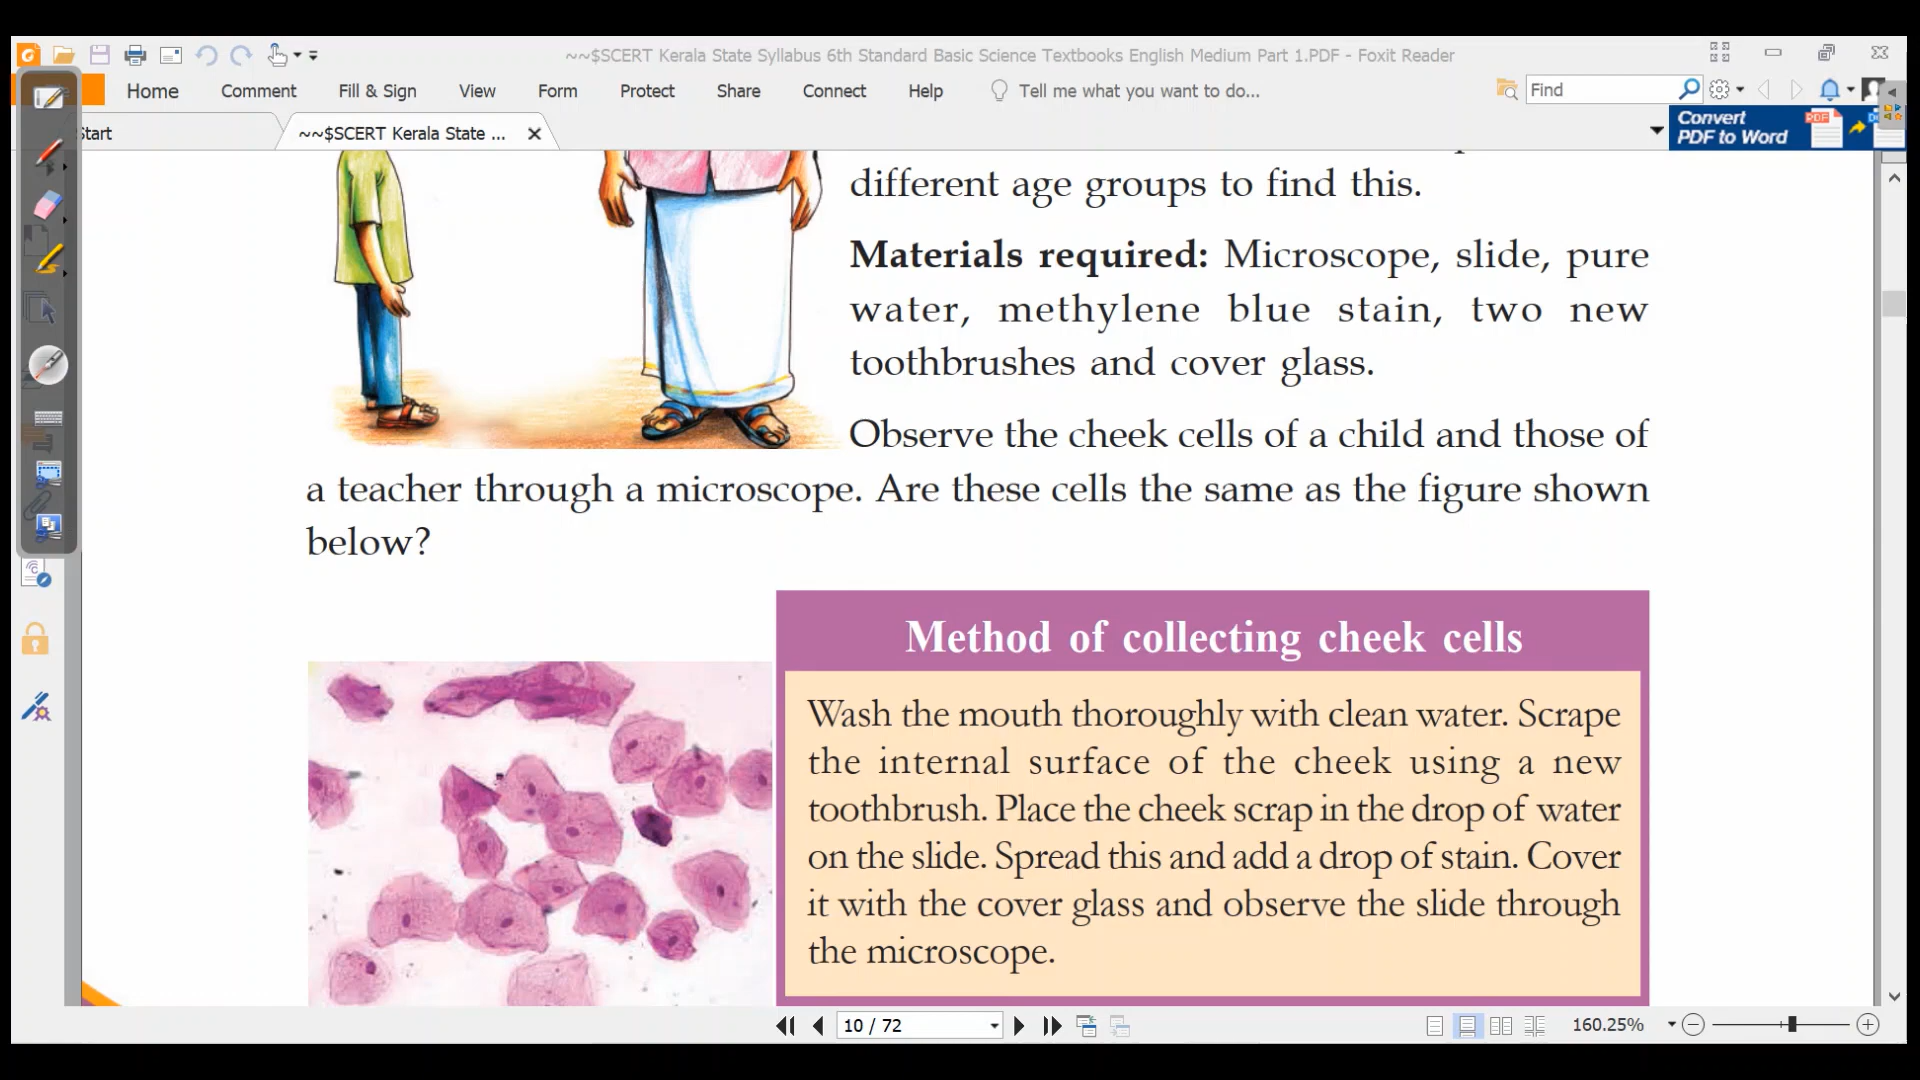 ~~$SCERT Kerala State Syllabus 6th Standard Basic Science Textbooks English Medium Part 1.PDF - Foxit Reader
Home Comment Fill & Sign View Form Protect Share Connect Help Tell me what you want to do... Find
Start ~~$SCERT Kerala State ...
Convert
PDF to Word
PDF
different age groups to find this.
Materials required: Microscope, slide, pure
water, methylene blue stain, two new
toothbrushes and cover glass.
Observe the cheek cells of a child and those of
a teacher through a microscope. Are these cells the same as the figure shown
below?
Method of collecting cheek cells
Wash the mouth thoroughly with clean water. Scrape
the internal surface of the cheek using a new
toothbrush. Place the cheek scrap in the drop of water
on the slide. Spread this and add a drop of stain. Cover
it with the cover glass and observe the slide through
the microscope.
10 / 72
160.25%